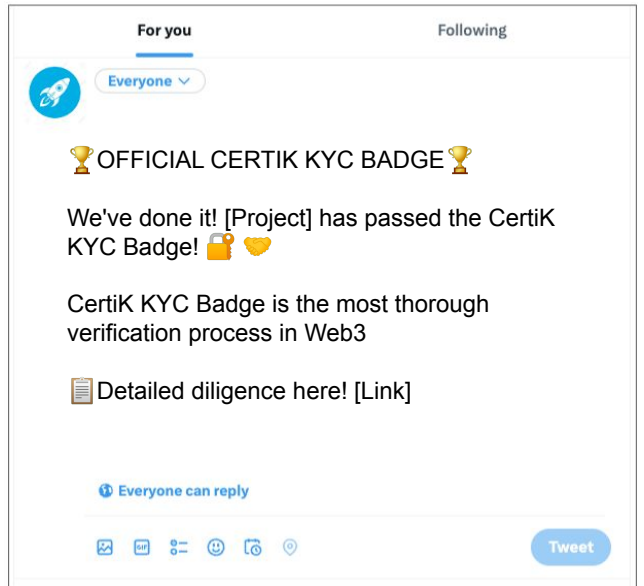 For you Following
Everyone
🏆OFFICIAL CERTIK KYC BADGE🏆
We've done it! [Project] has passed the CertiK
KYC Badge! 🔐 🤝
CertiK KYC Badge is the most thorough
verification process in Web3
📋Detailed diligence here! [Link]
Everyone can reply
GIF
Tweet